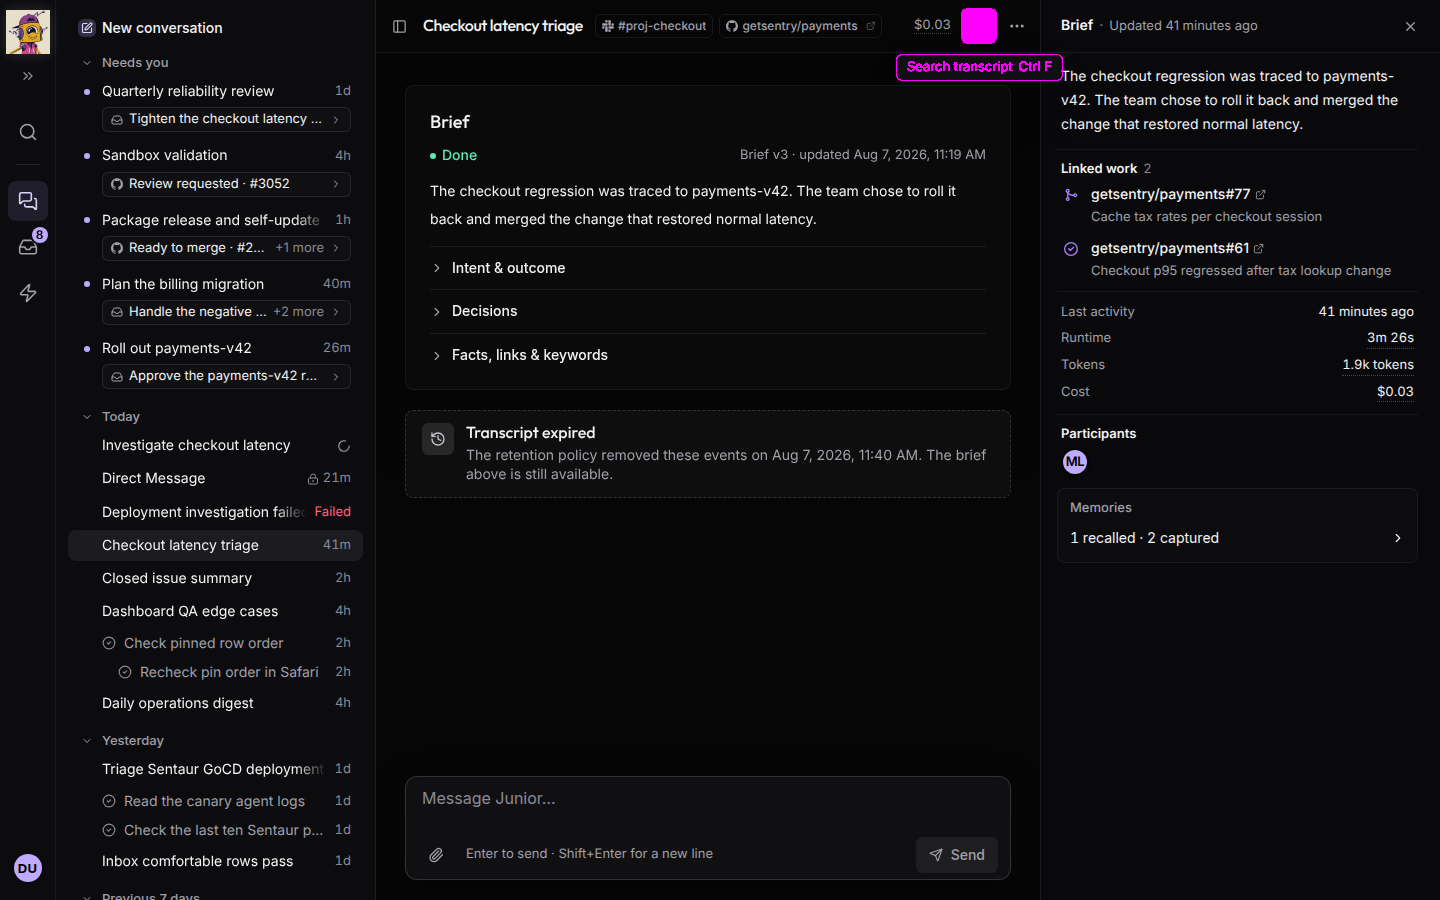 New conversation
Needs you
Quarterly reliability review 1d
Tighten the checkout latency ...
Sandbox validation 4h
Review requested · #3052
Package release and self-update 1h
Ready to merge · #2... +1 more
Plan the billing migration 40m
Handle the negative ... +2 more
Roll out payments-v42 26m
Approve the payments-v42 r...
Today
Investigate checkout latency
Direct Message 21m
Deployment investigation failed Failed
Checkout latency triage 41m
Closed issue summary 2h
Dashboard QA edge cases 4h
Check pinned row order 2h
Recheck pin order in Safari 2h
Daily operations digest 4h
Yesterday
Triage Sentaur GoCD deployment 1d
Read the canary agent logs 1d
Check the last ten Sentaur p... 1d
Inbox comfortable rows pass 1d
Previous 7 days
8
DU
Checkout latency triage #proj-checkout getsentry/payments $0.03
Search transcript Ctrl F
Brief
Done Brief v3 · updated Aug 7, 2026, 11:19 AM
The checkout regression was traced to payments-v42. The team chose to roll it
back and merged the change that restored normal latency.
Intent & outcome
Decisions
Facts, links & keywords
Transcript expired
The retention policy removed these events on Aug 7, 2026, 11:40 AM. The brief
above is still available.
Message Junior...
Enter to send · Shift+Enter for a new line
Send
Brief · Updated 41 minutes ago
The checkout regression was traced to payments-
v42. The team chose to roll it back and merged the
change that restored normal latency.
Linked work 2
getsentry/payments#77
Cache tax rates per checkout session
getsentry/payments#61
Checkout p95 regressed after tax lookup change
Last activity 41 minutes ago
Runtime 3m 26s
Tokens 1.9k tokens
Cost $0.03
Participants
ML
Memories
1 recalled · 2 captured